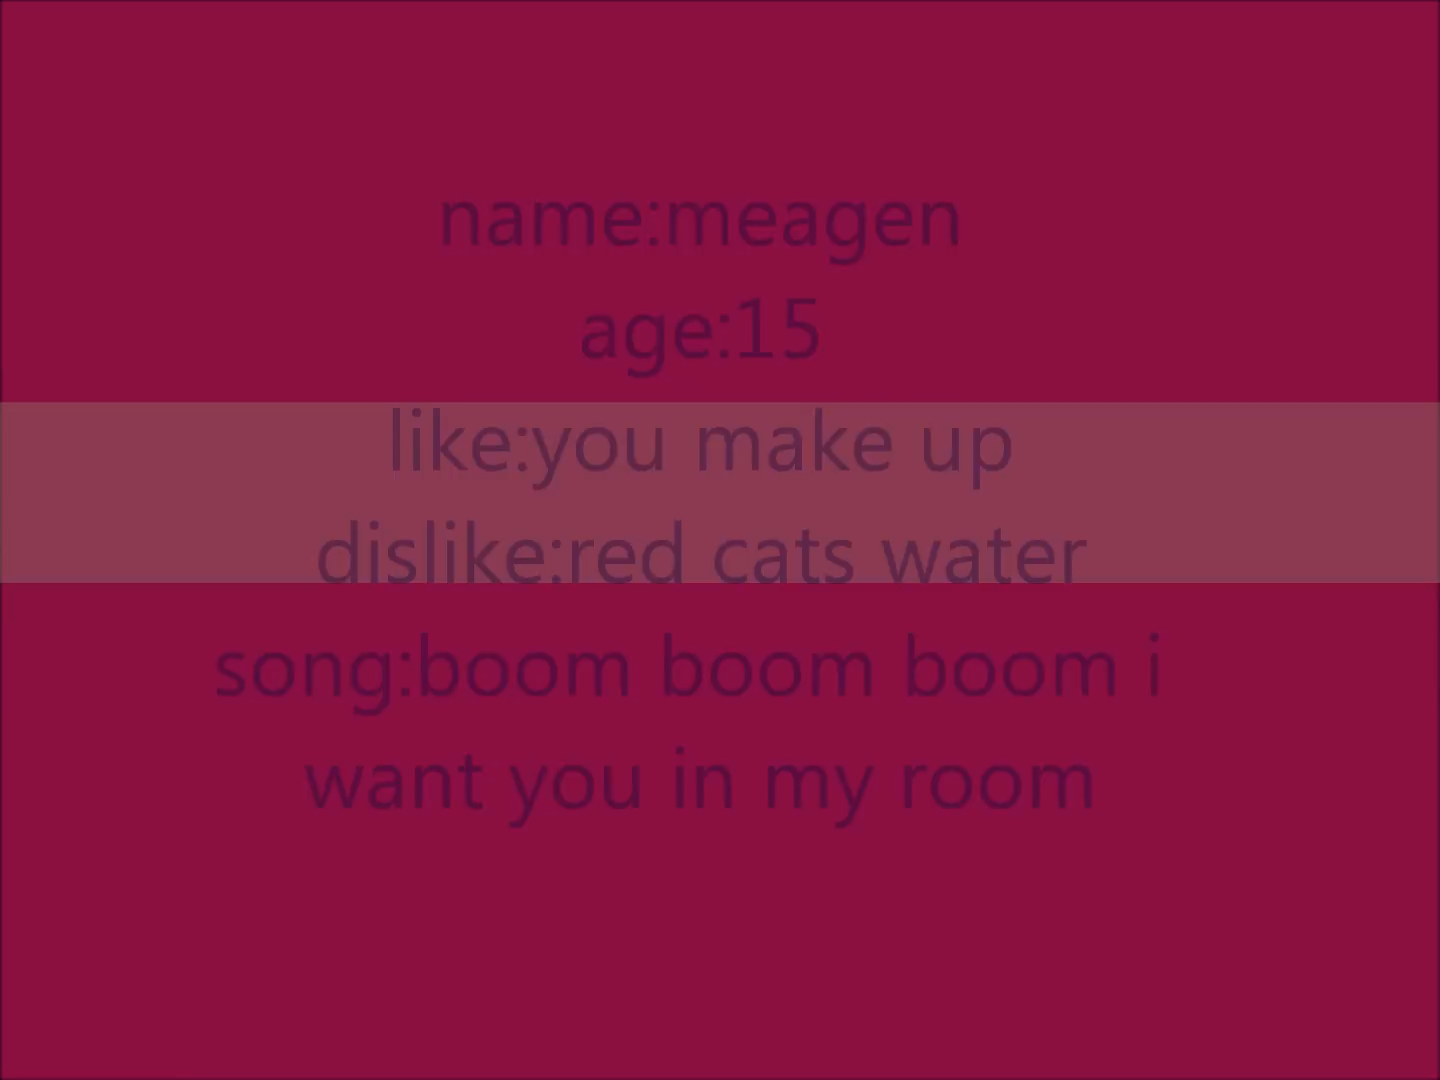 name:meagen
age:15
like:you make up
dislike:red cats water
song:boom boom boom i
want you in my room